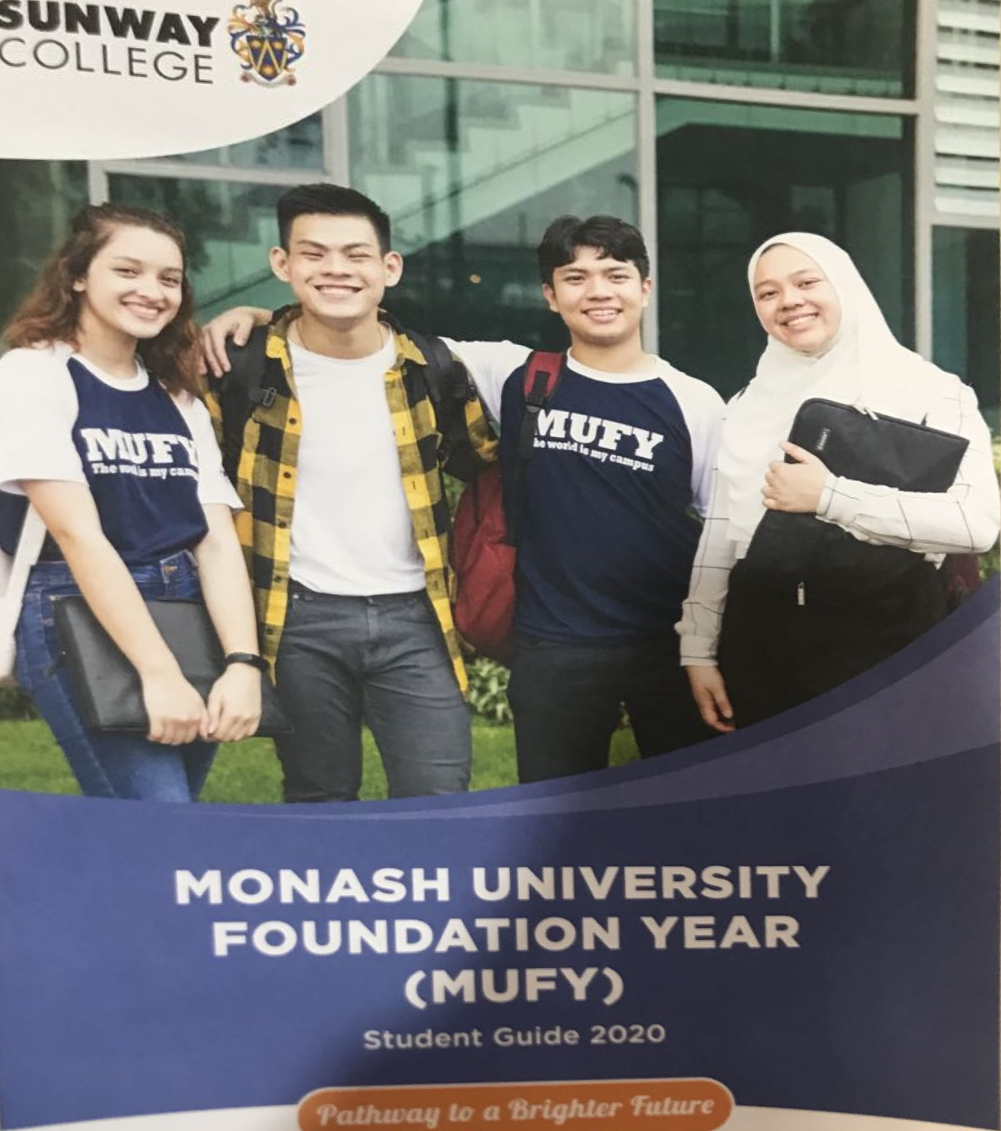 SUNWAY
COLLEGE
MUFY
The world is my campus
MUFY
he world is my campus
MONASH UNIVERSITY
FOUNDATION YEAR
(MUFY)
Student Guide 2020
Pathway to a Brighter Future